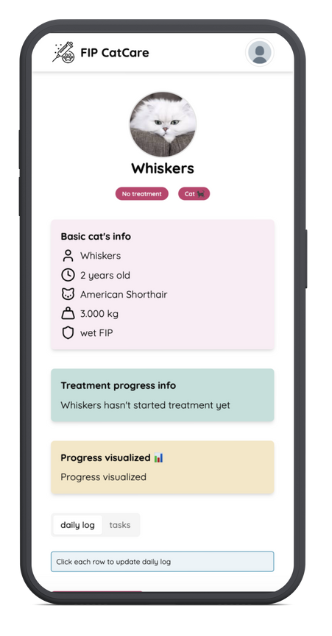 FIP CatCare
Whiskers
No treatment
Cat
Basic cat's info
Whiskers
2 years old
American Shorthair
3.000 kg
wet FIP
Treatment progress info
Whiskers hasn't started treatment yet
Progress visualized
Progress visualized
daily log
tasks
Click each row to update daily log